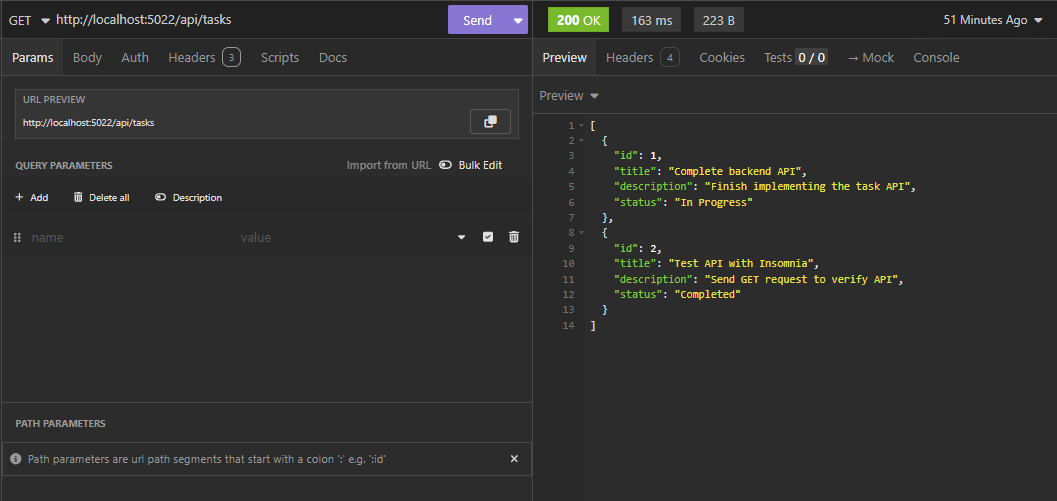 GET http://localhost:5022/api/tasks Send
200 OK 163 ms 223 B 51 Minutes Ago
Params Body Auth Headers 3 Scripts Docs
Preview Headers 4 Cookies Tests 0 / 0 → Mock Console
URL PREVIEW
http://localhost:5022/api/tasks
QUERY PARAMETERS Import from URL Bulk Edit
+ Add Delete all Description
name value
PATH PARAMETERS
Path parameters are url path segments that start with a colon ':' e.g. ':id'
Preview
1 [
2 {
3 "id": 1,
4 "title": "Complete backend API",
5 "description": "Finish implementing the task API",
6 "status": "In Progress"
7 },
8 {
9 "id": 2,
10 "title": "Test API with Insomnia",
11 "description": "Send GET request to verify API",
12 "status": "Completed"
13 }
14 ]